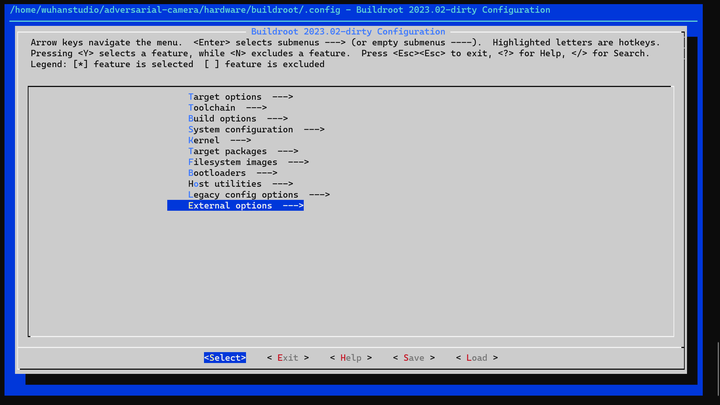 /home/wuhanstudio/adversarial-camera/hardware/buildroot/.config - Buildroot 2023.02-dirty Configuration
Buildroot 2023.02-dirty Configuration
Arrow keys navigate the menu.  <Enter> selects submenus ---> (or empty submenus ----).  Highlighted letters are hotkeys.
Pressing <Y> selects a feature, while <N> excludes a feature.  Press <Esc><Esc> to exit, <?> for Help, </> for Search.
Legend: [*] feature is selected  [ ] feature is excluded
Target options  --->
Toolchain  --->
Build options  --->
System configuration  --->
Kernel  --->
Target packages  --->
Filesystem images  --->
Bootloaders  --->
Host utilities  --->
Legacy config options  --->
External options  --->
<Select>    < Exit >    < Help >    < Save >    < Load >